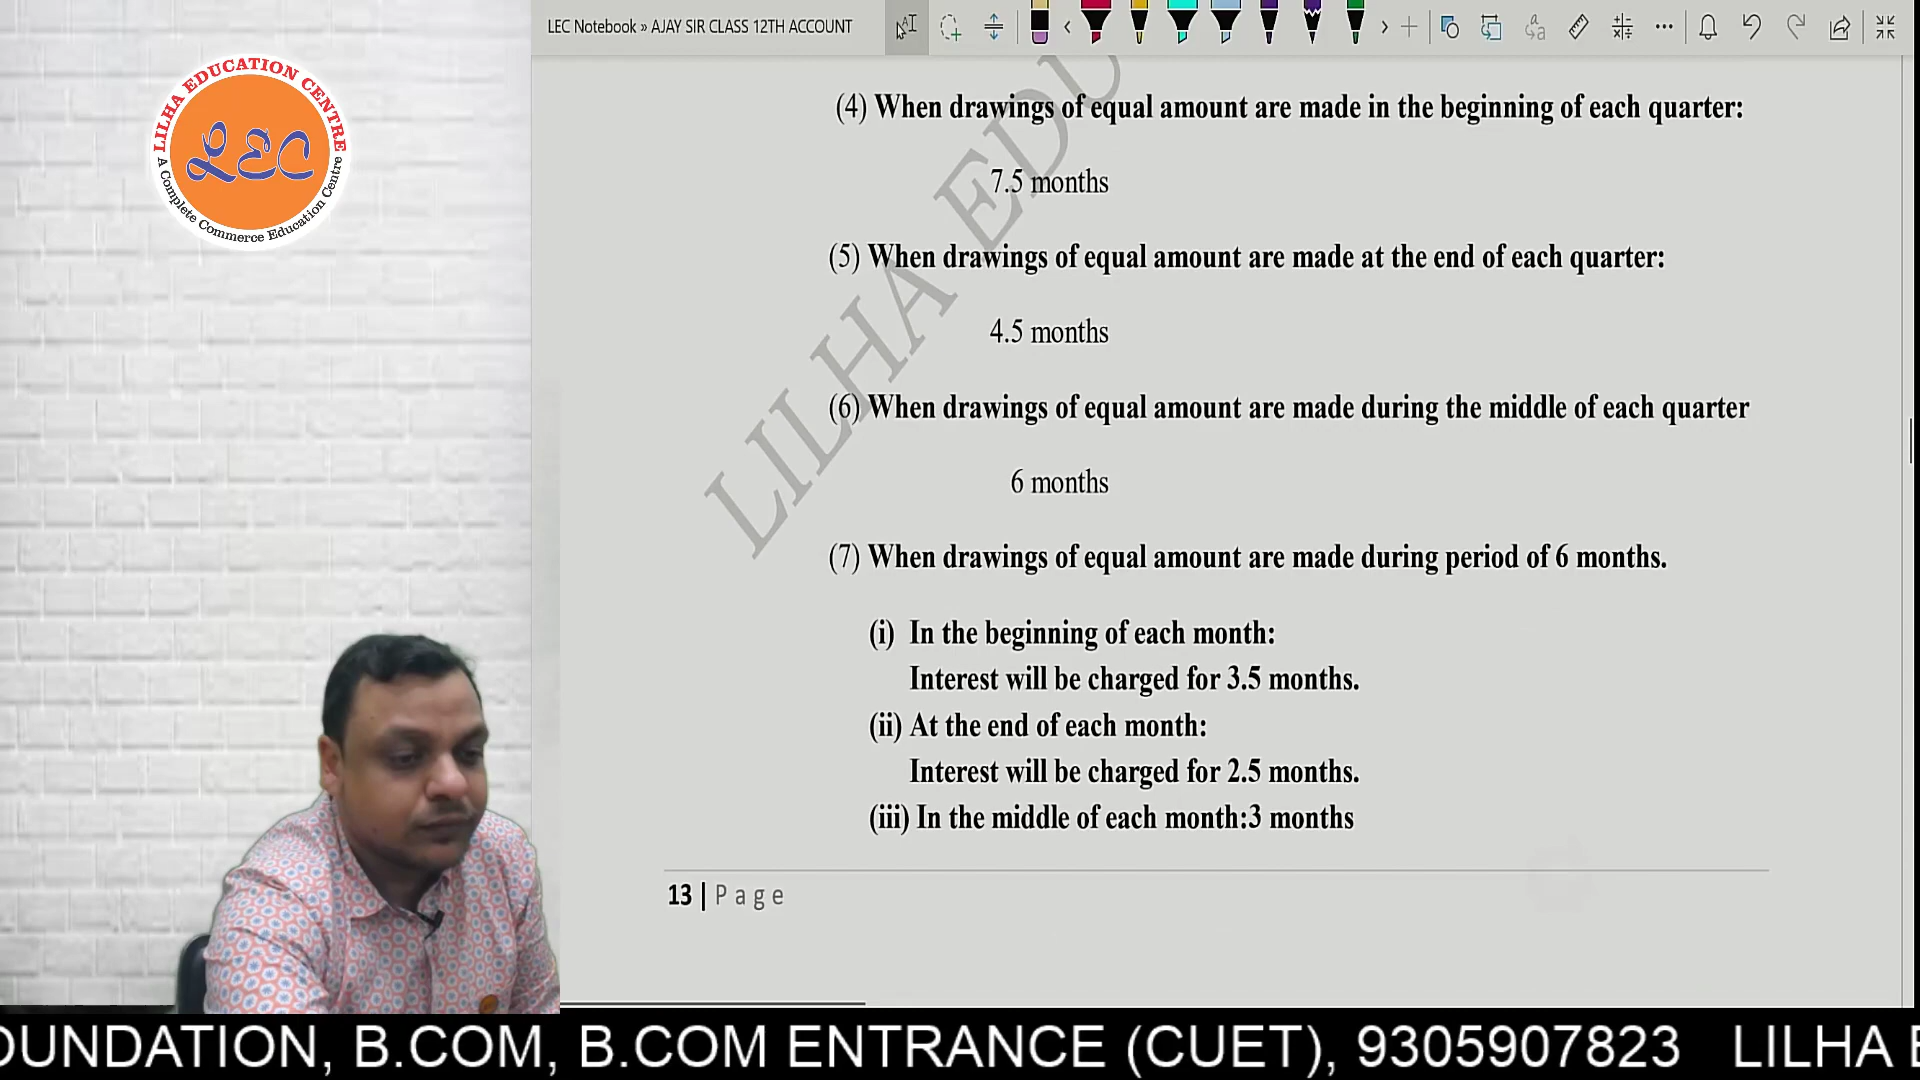 LEC Notebook » AJAY SIR CLASS 12TH ACCOUNT
LILHA EDUCATION CENTRE
LEC
A Complete Commerce Education Centre
LILHA EDU
(4) When drawings of equal amount are made in the beginning of each quarter:
7.5 months
(5) When drawings of equal amount are made at the end of each quarter:
4.5 months
(6) When drawings of equal amount are made during the middle of each quarter
6 months
(7) When drawings of equal amount are made during period of 6 months.
(i) In the beginning of each month:
Interest will be charged for 3.5 months.
(ii) At the end of each month:
Interest will be charged for 2.5 months.
(iii) In the middle of each month:3 months
13 | Page
OUNDATION, B.COM, B.COM ENTRANCE (CUET), 9305907823 LILHA E